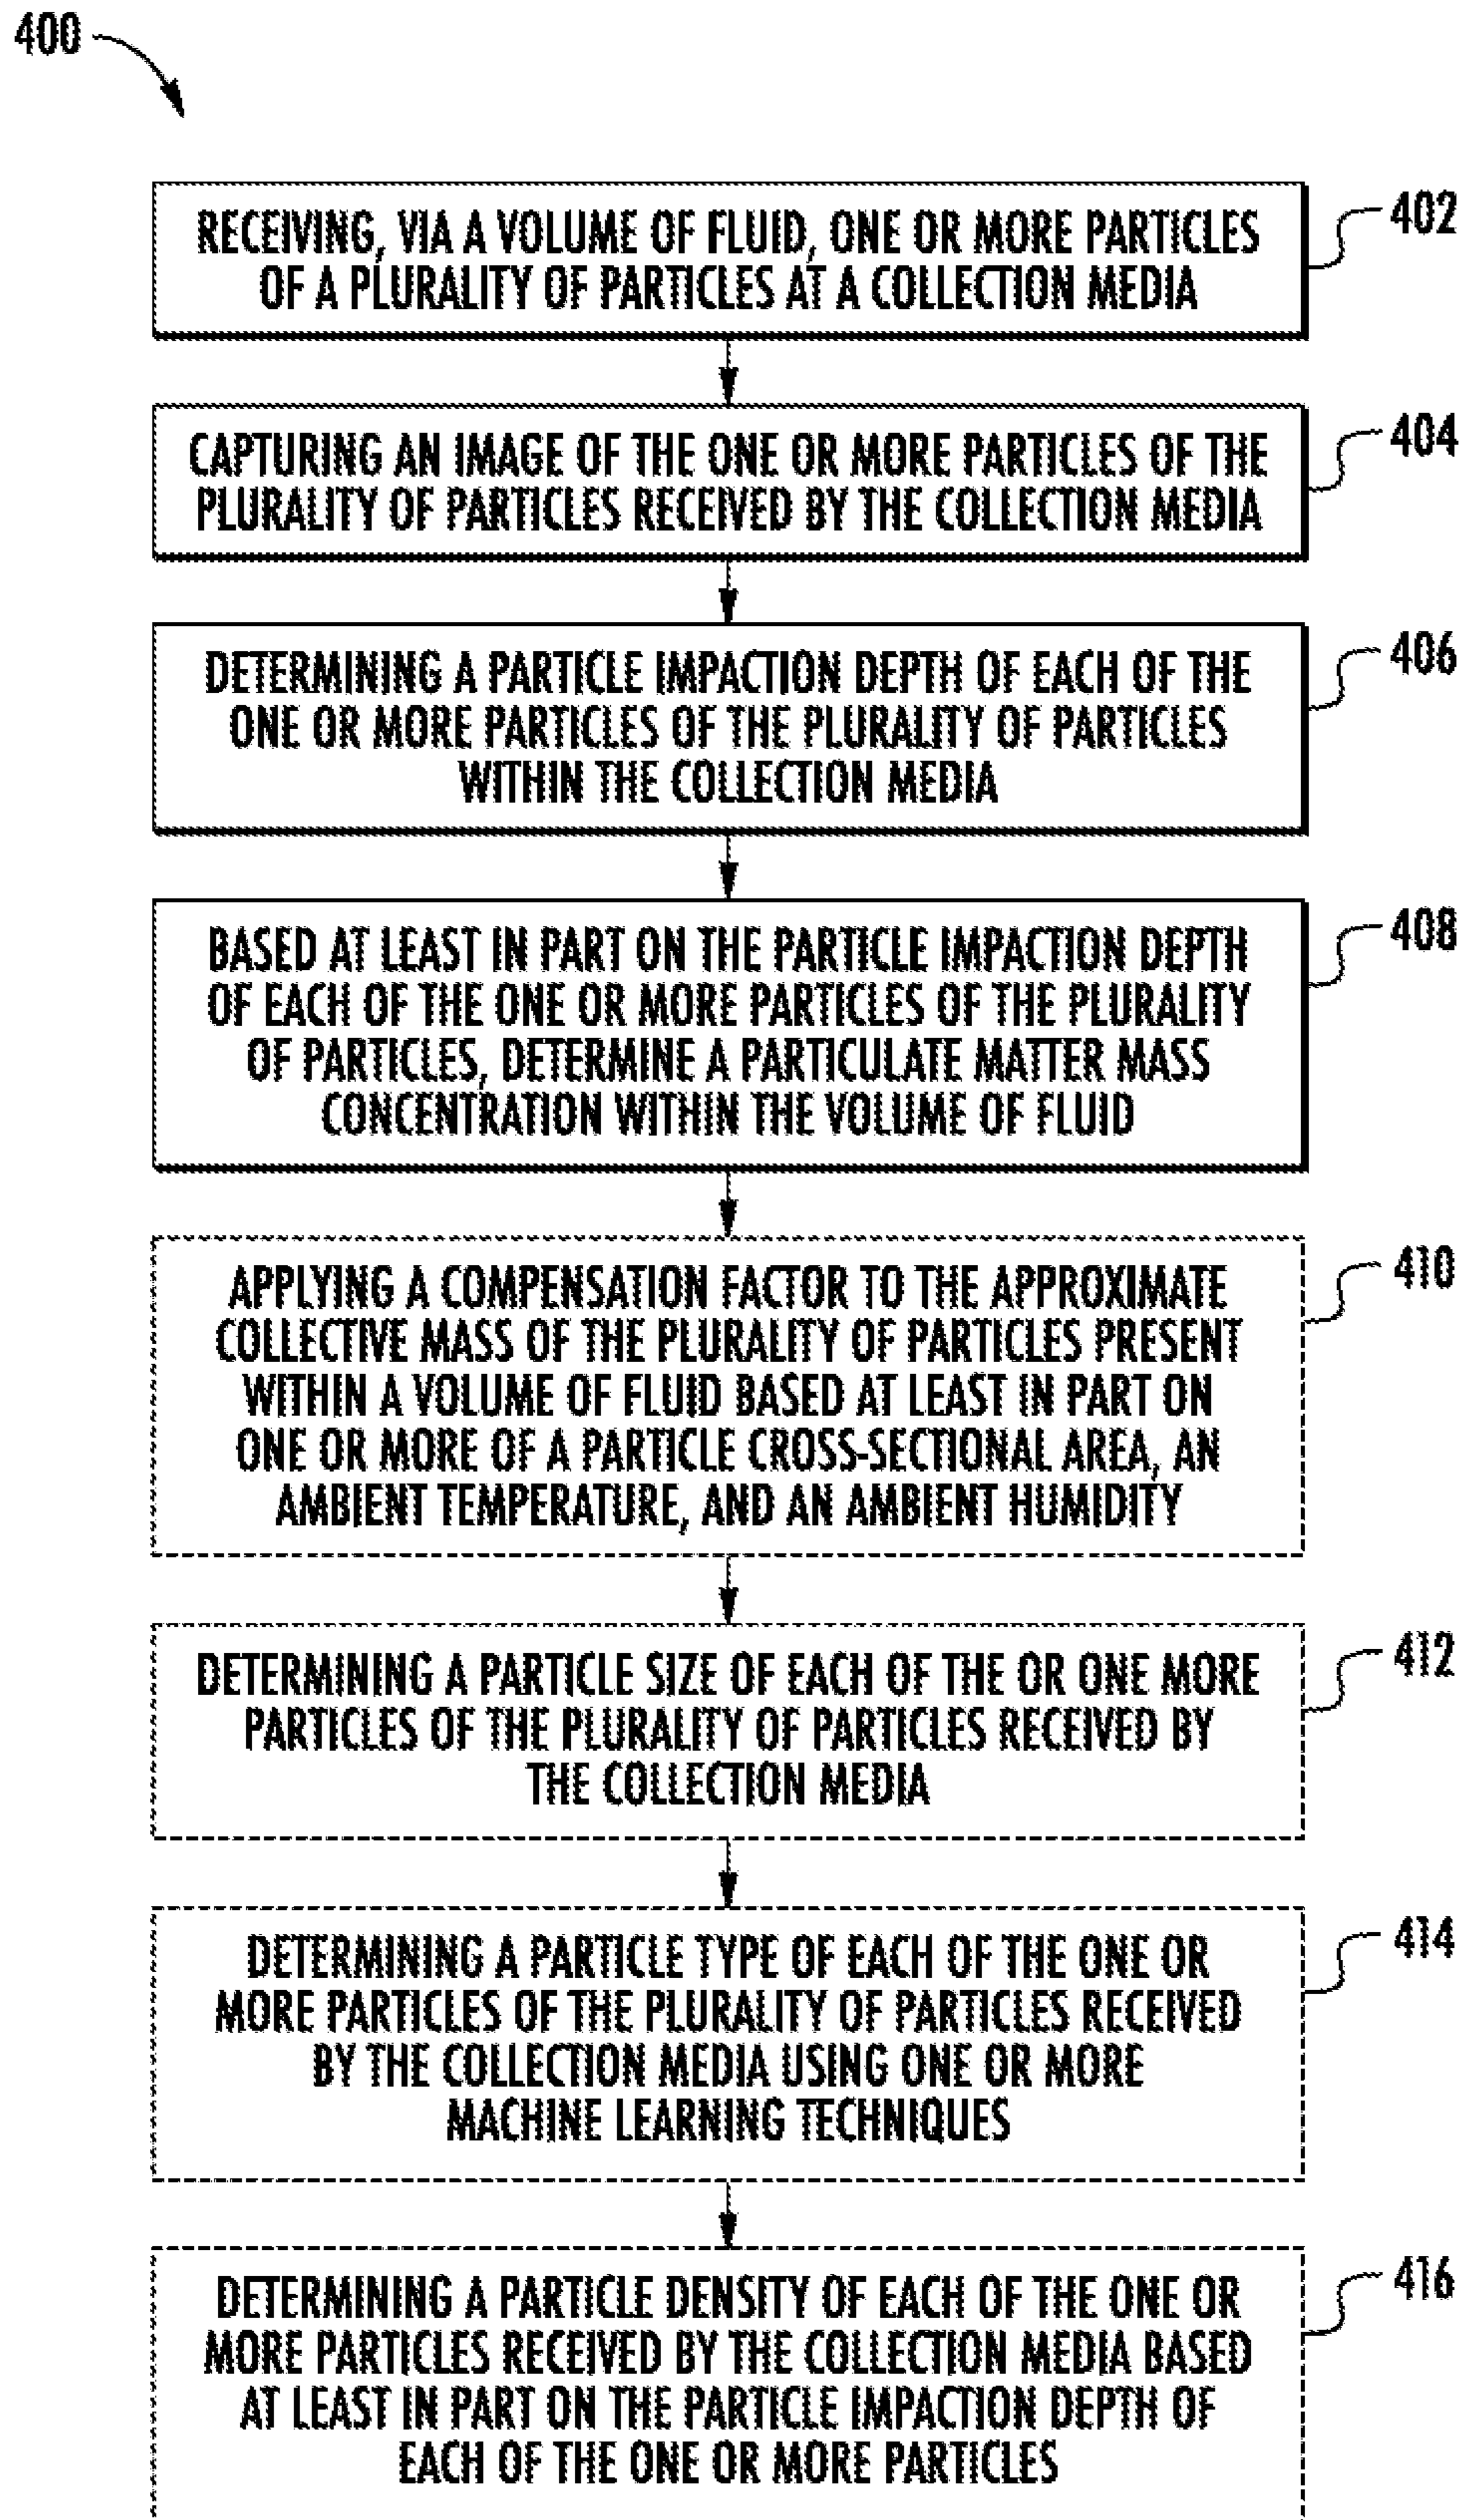 400
RECEIVING, VIA A VOLUME OF FLUID, ONE OR MORE PARTICLES
OF A PLURALITY OF PARTICLES AT A COLLECTION MEDIA
402
CAPTURING AN IMAGE OF THE ONE OR MORE PARTICLES OF THE
PLURALITY OF PARTICLES RECEIVED BY THE COLLECTION MEDIA
404
DETERMINING A PARTICLE IMPACTION DEPTH OF EACH OF THE
ONE OR MORE PARTICLES OF THE PLURALITY OF PARTICLES
WITHIN THE COLLECTION MEDIA
406
BASED AT LEAST IN PART ON THE PARTICLE IMPACTION DEPTH
OF EACH OF THE ONE OR MORE PARTICLES OF THE PLURALITY
OF PARTICLES, DETERMINE A PARTICULATE MATTER MASS
CONCENTRATION WITHIN THE VOLUME OF FLUID
408
APPLYING A COMPENSATION FACTOR TO THE APPROXIMATE
COLLECTIVE MASS OF THE PLURALITY OF PARTICLES PRESENT
WITHIN A VOLUME OF FLUID BASED AT LEAST IN PART ON
ONE OR MORE OF A PARTICLE CROSS-SECTIONAL AREA, AN
AMBIENT TEMPERATURE, AND AN AMBIENT HUMIDITY
410
DETERMINING A PARTICLE SIZE OF EACH OF THE OR ONE MORE
PARTICLES OF THE PLURALITY OF PARTICLES RECEIVED BY
THE COLLECTION MEDIA
412
DETERMINING A PARTICLE TYPE OF EACH OF THE ONE OR
MORE PARTICLES OF THE PLURALITY OF PARTICLES RECEIVED
BY THE COLLECTION MEDIA USING ONE OR MORE
MACHINE LEARNING TECHNIQUES
414
DETERMINING A PARTICLE DENSITY OF EACH OF THE ONE OR
MORE PARTICLES RECEIVED BY THE COLLECTION MEDIA BASED
AT LEAST IN PART ON THE PARTICLE IMPACTION DEPTH OF
EACH OF THE ONE OR MORE PARTICLES
416